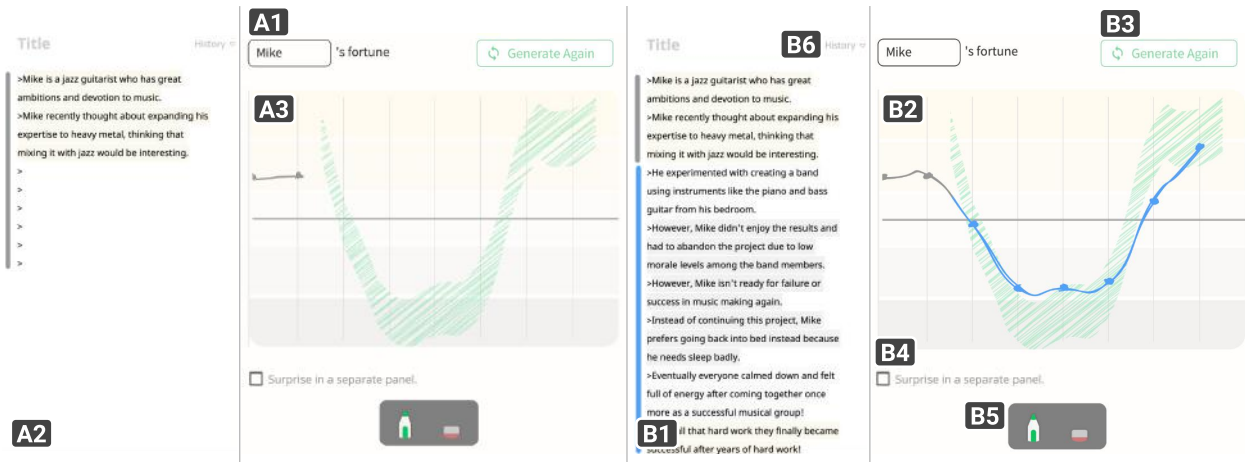 A1
Title
History
Mike
's fortune
Generate Again
>Mike is a jazz guitarist who has great
ambitions and devotion to music.
>Mike recently thought about expanding his
expertise to heavy metal, thinking that
mixing it with jazz would be interesting.
>
>
>
>
>
>
A3
Surprise in a separate panel.
A2
B6
B3
Title
History
Mike
's fortune
Generate Again
>Mike is a jazz guitarist who has great
ambitions and devotion to music.
>Mike recently thought about expanding his
expertise to heavy metal, thinking that
mixing it with jazz would be interesting.
>He experimented with creating a band
using instruments like the piano and bass
guitar from his bedroom.
>However, Mike didn't enjoy the results and
had to abandon the project due to low
morale levels among the band members.
>However, Mike isn't ready for failure or
success in music making again.
>Instead of continuing this project, Mike
prefers going back into bed instead because
he needs sleep badly.
>Eventually everyone calmed down and felt
full of energy after coming together once
more as a successful musical group!
all that hard work they finally became
successful after years of hard work!
B1
B2
B4
Surprise in a separate panel.
B5